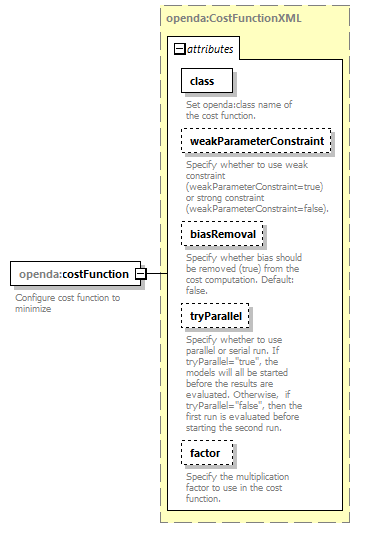 openda:CostFunctionXML
attributes
class
Set openda:class name of
the cost function.
weakParameterConstraint
Specify whether to use weak
constraint
(weakParameterConstraint=true)
or strong constraint
(weakParameterConstraint=false).
biasRemoval
Specify whether bias should
be removed (true) from the
cost computation. Default:
false.
openda:costFunction
Configure cost function to
minimize
tryParallel
Specify whether to use
parallel or serial run. If
tryParallel="true", the
models will all be started
before the results are
evaluated. Otherwise,  if
tryParallel="false", then the
first run is evaluated before
starting the second run.
factor
Specify the multiplication
factor to use in the cost
function.